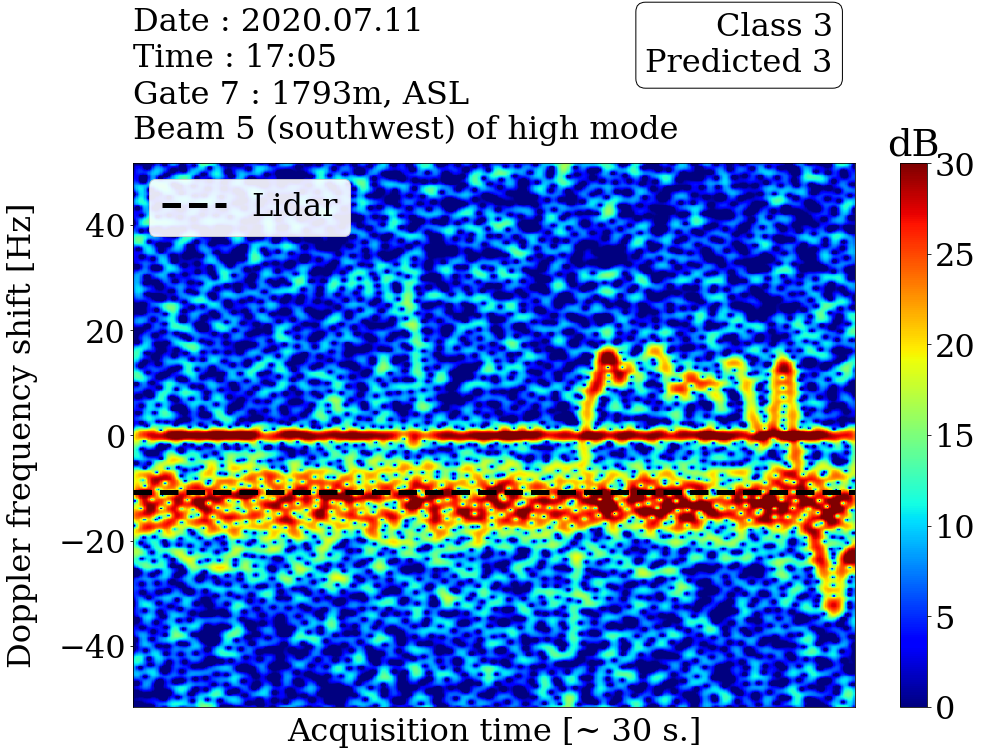 Date : 2020.07.11
Time : 17:05
Gate 7 : 1793m, ASL
Beam 5 (southwest) of high mode
Class 3
Predicted 3
dB
Lidar
Doppler frequency shift [Hz]
40
20
0
−20
−40
Acquisition time [~ 30 s.]
30
25
20
15
10
5
0